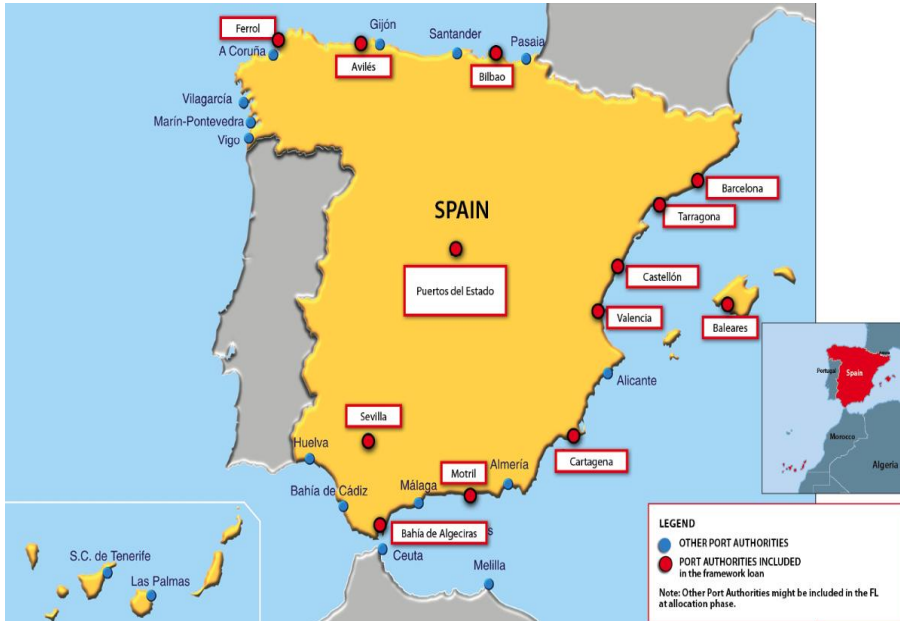 Ferrol
Gijón
Santander
Pasaia
A Coruña
Avilés
Bilbao
Vilagarcía
Marín-Pontevedra
Vigo
Barcelona
Tarragona
SPAIN
Castellón
Puertos del Estado
Valencia
Baleares
Alicante
Sevilla
Huelva
Cartagena
Motril
Almería
Bahía de Cádiz
Málaga
Bahía de Algeciras
s
Ceuta
Melilla
S.C. de Tenerife
Las Palmas
Portugal
Spain
Morocco
Algeria
LEGEND
OTHER PORT AUTHORITIES
PORT AUTHORITIES INCLUDED
in the framework loan
Note: Other Port Authorities might be included in the FL
at allocation phase.